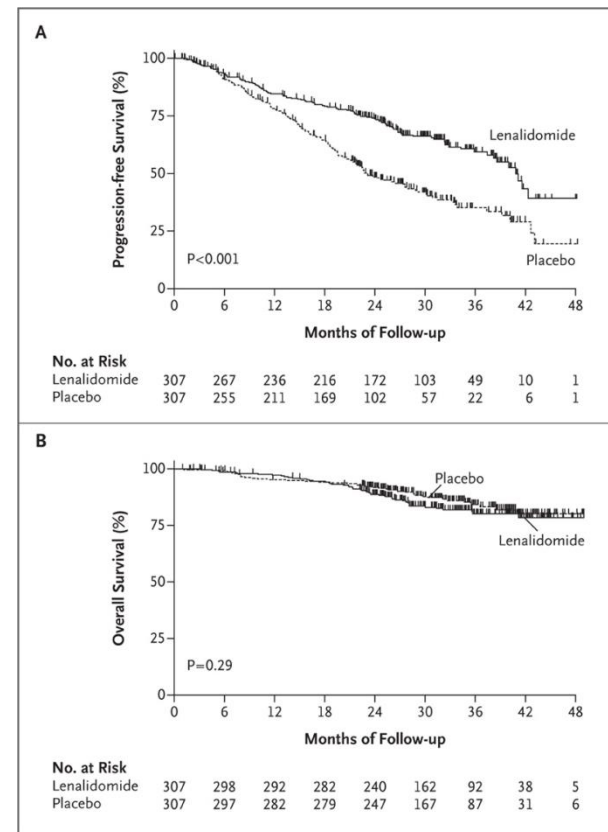 A
Progression-free Survival (%)
100
75
50
25
0
Lenalidomide
Placebo
P<0.001
0 6 12 18 24 30 36 42 48
Months of Follow-up
No. at Risk
Lenalidomide 307 267 236 216 172 103 49 10 1
Placebo 307 255 211 169 102 57 22 6 1
B
Overall Survival (%)
100
75
50
25
0
Placebo
Lenalidomide
P=0.29
0 6 12 18 24 30 36 42 48
Months of Follow-up
No. at Risk
Lenalidomide 307 298 292 282 240 162 92 38 5
Placebo 307 297 282 279 247 167 87 31 6